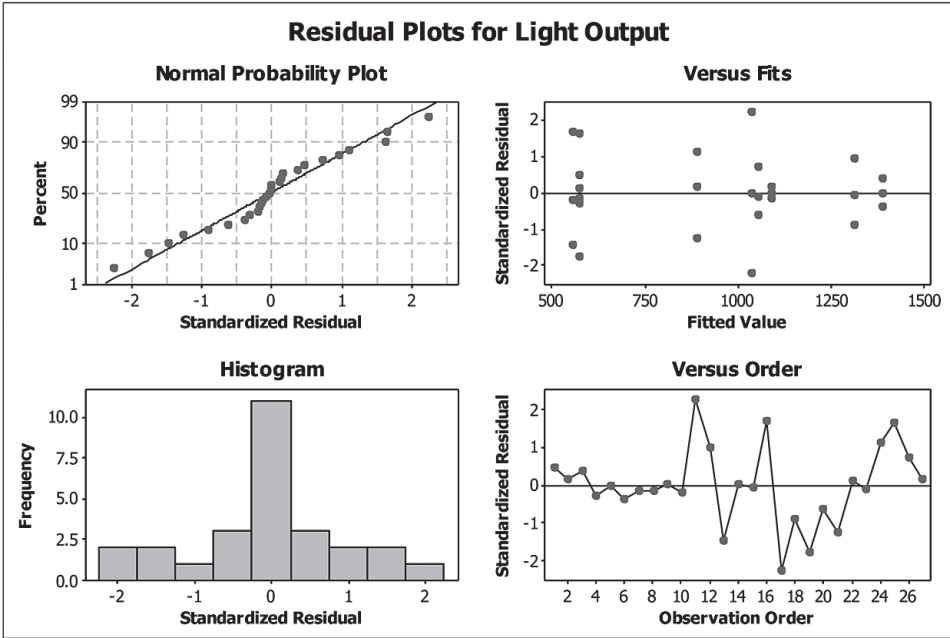 Residual Plots for Light Output
Normal Probability Plot
99
90
50
10
1
Percent
-2 -1 0 1 2
Standardized Residual
Versus Fits
2
1
0
-1
-2
Standardized Residual
500 750 1000 1250 1500
Fitted Value
Histogram
10.0
7.5
5.0
2.5
0.0
Frequency
-2 -1 0 1 2
Standardized Residual
Versus Order
2
1
0
-1
-2
Standardized Residual
2 4 6 8 10 12 14 16 18 20 22 24 26
Observation Order